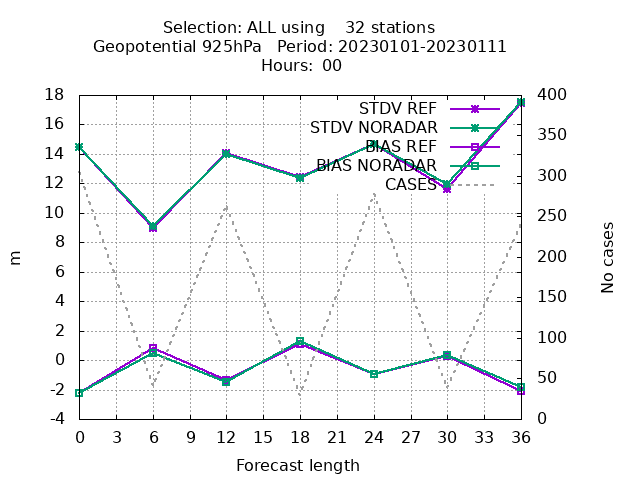 Selection: ALL using    32 stations
Geopotential 925hPa   Period: 20230101-20230111
Hours: 00
STDV REF
STDV NORADAR
BIAS REF
BIAS NORADAR
CASES
18
16
14
12
10
8
6
4
2
0
-2
-4
m
400
350
300
250
200
150
100
50
0
No cases
0 3 6 9 12 15 18 21 24 27 30 33 36
Forecast length